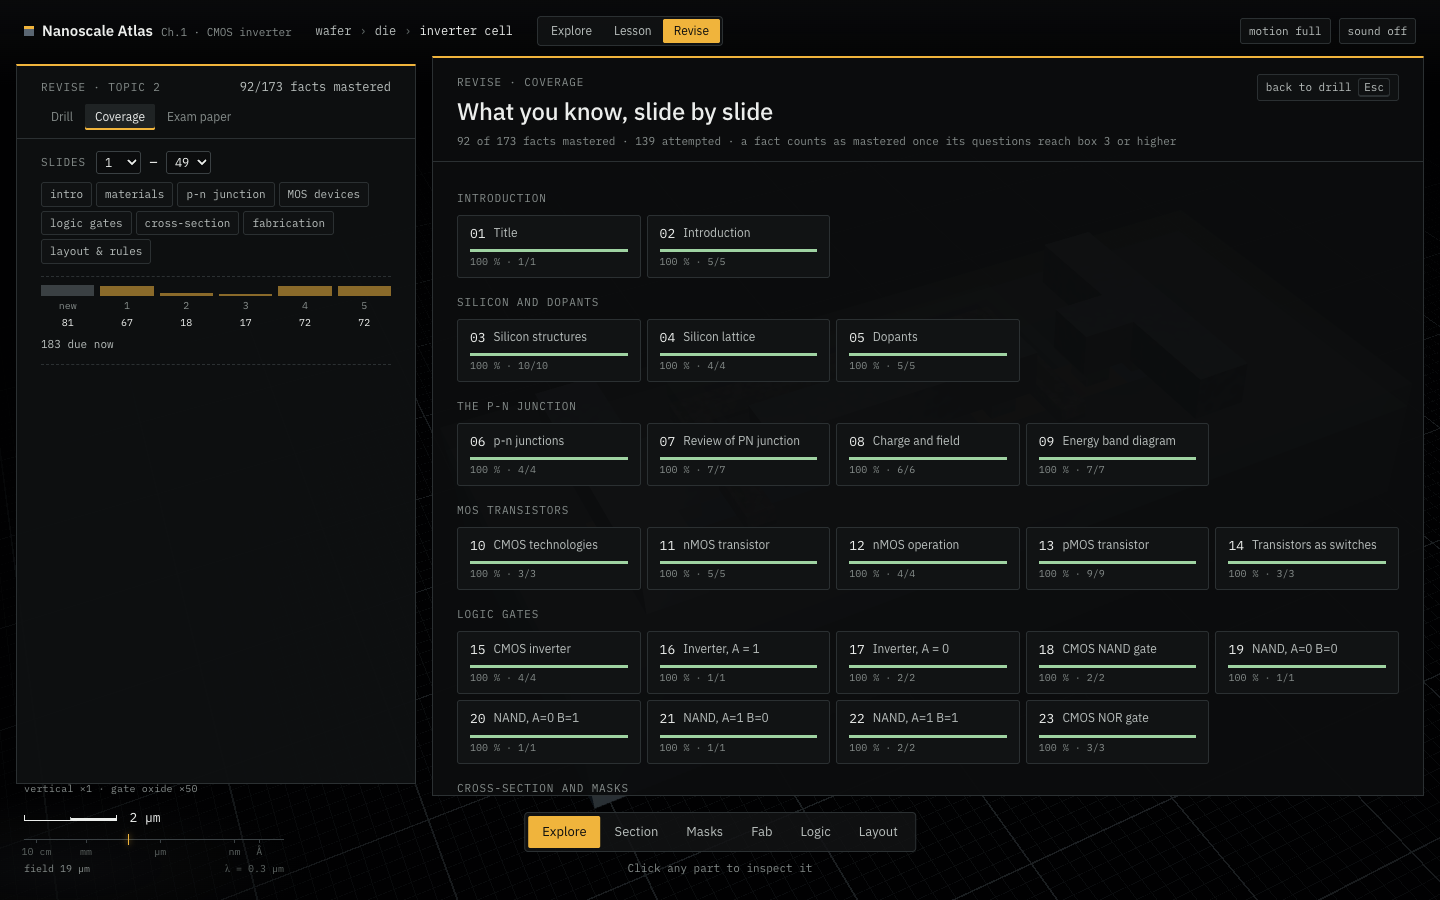 Nanoscale Atlas Ch.1 · CMOS inverter
wafer › die › inverter cell
Explore Lesson Revise
motion full
sound off
REVISE · TOPIC 2
92/173 facts mastered
Drill Coverage Exam paper
SLIDES 1 – 49
intro materials p-n junction MOS devices
logic gates cross-section fabrication
layout & rules
new 1 2 3 4 5
81 67 18 17 72 72
183 due now
REVISE · COVERAGE
What you know, slide by slide
92 of 173 facts mastered · 139 attempted · a fact counts as mastered once its questions reach box 3 or higher
back to drill Esc
INTRODUCTION
01 Title
100 % · 1/1
02 Introduction
100 % · 5/5
SILICON AND DOPANTS
03 Silicon structures
100 % · 10/10
04 Silicon lattice
100 % · 4/4
05 Dopants
100 % · 5/5
THE P-N JUNCTION
06 p-n junctions
100 % · 4/4
07 Review of PN junction
100 % · 7/7
08 Charge and field
100 % · 6/6
09 Energy band diagram
100 % · 7/7
MOS TRANSISTORS
10 CMOS technologies
100 % · 3/3
11 nMOS transistor
100 % · 5/5
12 nMOS operation
100 % · 4/4
13 pMOS transistor
100 % · 9/9
14 Transistors as switches
100 % · 3/3
LOGIC GATES
15 CMOS inverter
100 % · 4/4
16 Inverter, A = 1
100 % · 1/1
17 Inverter, A = 0
100 % · 2/2
18 CMOS NAND gate
100 % · 2/2
19 NAND, A=0 B=0
100 % · 1/1
20 NAND, A=0 B=1
100 % · 1/1
21 NAND, A=1 B=0
100 % · 1/1
22 NAND, A=1 B=1
100 % · 2/2
23 CMOS NOR gate
100 % · 3/3
CROSS-SECTION AND MASKS
vertical ×1 · gate oxide ×50
2 µm
10 cm mm µm nm Å
field 19 µm
λ = 0.3 µm
Explore Section Masks Fab Logic Layout
Click any part to inspect it